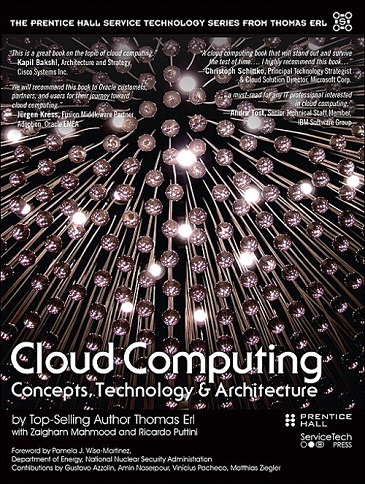 THE PRENTICE HALL SERVICE TECHNOLOGY SERIES FROM THOMAS ERL
"This is a great book on the topic of cloud computing."
Kapil Bakshi, Architecture and Strategy,
Cisco Systems Inc.
"We will recommend this book to Oracle customers,
partners, and users for their journey toward
cloud computing."
Jürgen Kress, Fusion Middleware Partner
Adoption, Oracle EMEA
"A cloud computing book that will stand out and survive
the test of time.... I highly recommend this book..."
Christoph Schittko, Principal Technology Strategist
& Cloud Solution Director, Microsoft Corp.
"...a must-read for any IT professional interested
in cloud computing."
Andre Tost, Senior Technical Staff Member,
IBM Software Group
Cloud Computing
Concepts, Technology & Architecture
by Top-Selling Author Thomas Erl
with Zaigham Mahmood and Ricardo Puttini
PRENTICE
HALL
ServiceTech
PRESS
Foreword by Pamela J. Wise-Martinez,
Department of Energy, National Nuclear Security Administration
Contributions by Gustavo Azzolin, Amin Naserpour, Vinicius Pacheco, Matthias Ziegler